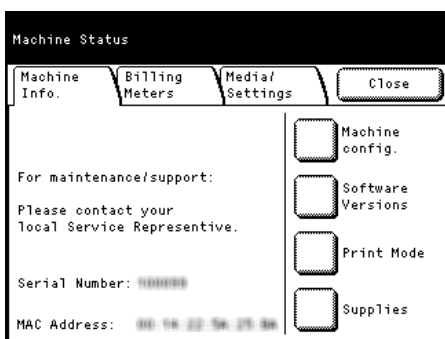 Machine Status
Machine Info.
Billing Meters
Media/ Settings
Close
For maintenance/support:
Please contact your
local Service Representive.
Serial Number:
MAC Address:
Machine config.
Software Versions
Print Mode
Supplies